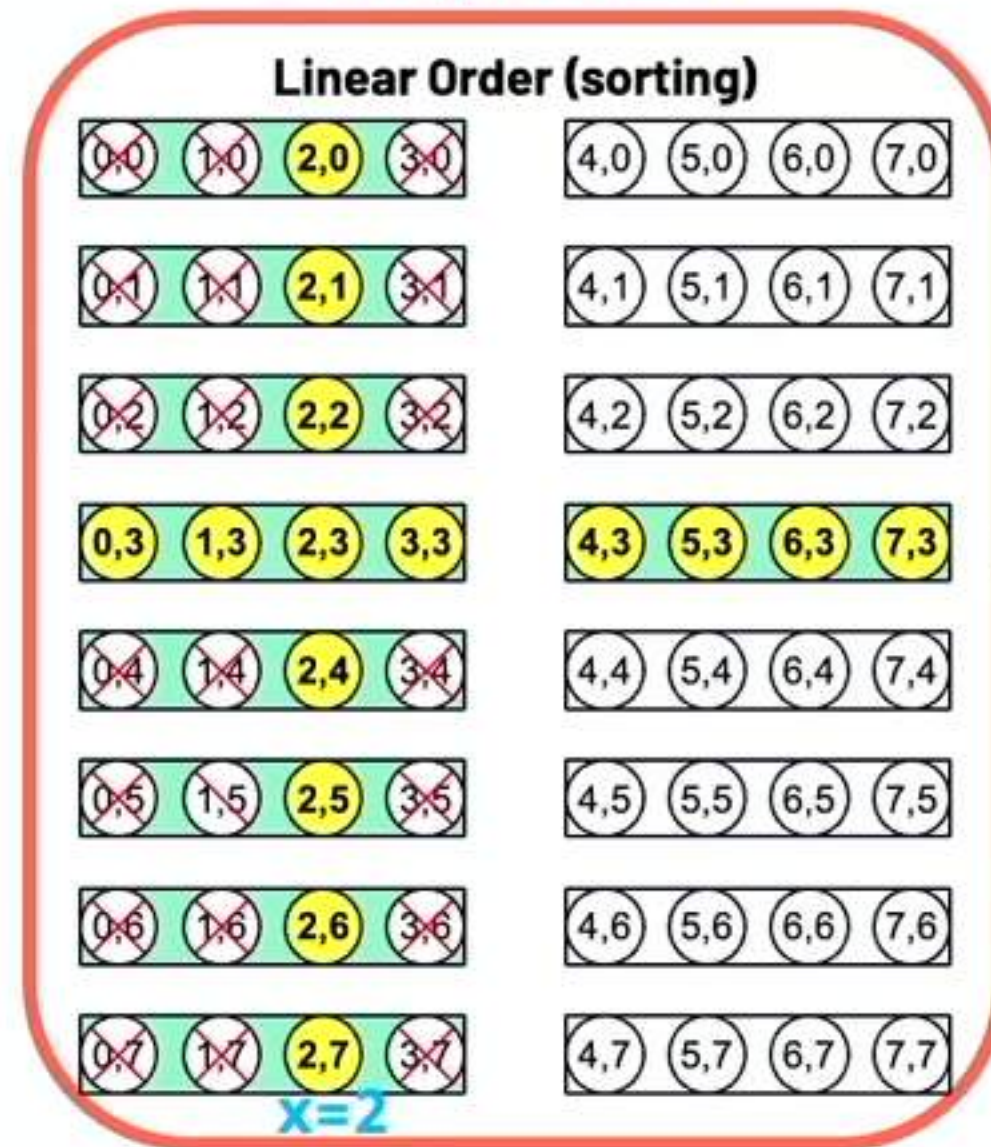 Linear Order (sorting)
0,0 1,0 2,0 3,0 4,0 5,0 6,0 7,0
0,1 1,1 2,1 3,1 4,1 5,1 6,1 7,1
0,2 1,2 2,2 3,2 4,2 5,2 6,2 7,2
0,3 1,3 2,3 3,3 4,3 5,3 6,3 7,3
0,4 1,4 2,4 3,4 4,4 5,4 6,4 7,4
0,5 1,5 2,5 3,5 4,5 5,5 6,5 7,5
0,6 1,6 2,6 3,6 4,6 5,6 6,6 7,6
0,7 1,7 2,7 3,7 4,7 5,7 6,7 7,7
x=2